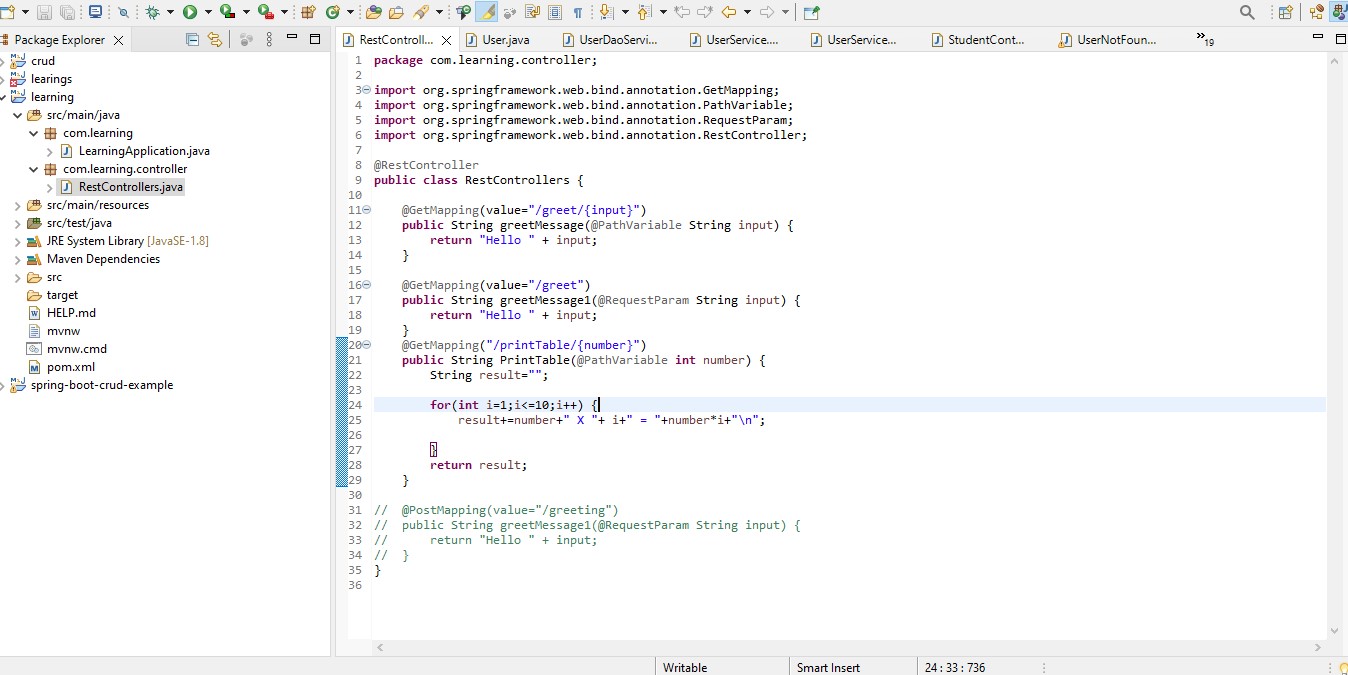 Package Explorer
crud
learings
learning
src/main/java
com.learning
LearningApplication.java
com.learning.controller
RestControllers.java
src/main/resources
src/test/java
JRE System Library [JavaSE-1.8]
Maven Dependencies
src
target
HELP.md
mvnw
mvnw.cmd
pom.xml
spring-boot-crud-example
RestControll... User.java UserDaoServi... UserService.... UserService... StudentCont... UserNotFoun... »19
1 package com.learning.controller;
2
3 import org.springframework.web.bind.annotation.GetMapping;
4 import org.springframework.web.bind.annotation.PathVariable;
5 import org.springframework.web.bind.annotation.RequestParam;
6 import org.springframework.web.bind.annotation.RestController;
7
8 @RestController
9 public class RestControllers {
10
11 @GetMapping(value="/greet/{input}")
12 public String greetMessage(@PathVariable String input) {
13 return "Hello " + input;
14 }
15
16 @GetMapping(value="/greet")
17 public String greetMessage1(@RequestParam String input) {
18 return "Hello " + input;
19 }
20 @GetMapping("/printTable/{number}")
21 public String PrintTable(@PathVariable int number) {
22 String result="";
23
24 for(int i=1;i<=10;i++) {
25 result+=number+" X "+ i+" = "+number*i+"\n";
26
27 }
28 return result;
29 }
30
31 // @PostMapping(value="/greeting")
32 // public String greetMessage1(@RequestParam String input) {
33 // return "Hello " + input;
34 // }
35 }
36
Writable Smart Insert 24 : 33 : 736